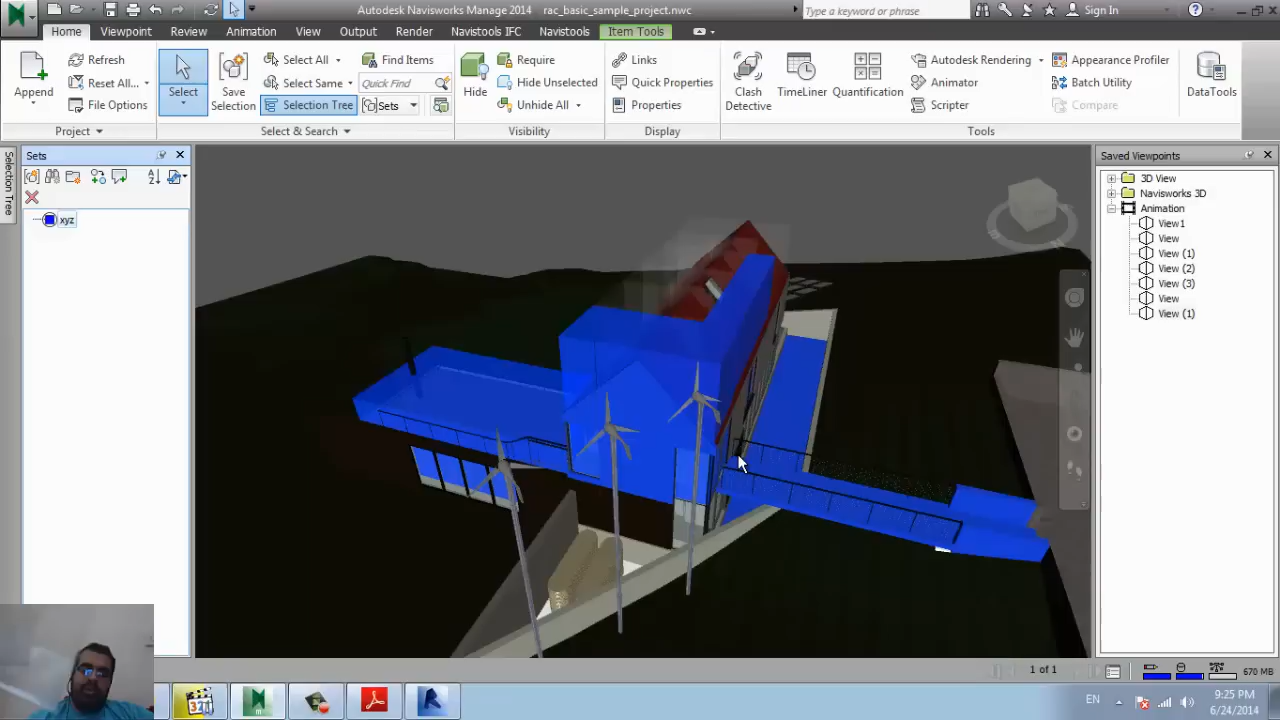 Autodesk Navisworks Manage 2014 rac_basic_sample_project.nwc
Type a keyword or phrase
Sign In
Home Viewpoint Review Animation View Output Render Navistools IFC Navistools Item Tools
Append
Refresh
Reset All...
File Options
Project
Select
Save Selection
Select All
Select Same
Selection Tree
Find Items
Quick Find
Sets
Select & Search
Hide
Require
Hide Unselected
Unhide All
Visibility
Links
Quick Properties
Properties
Display
Clash Detective
TimeLiner
Quantification
Autodesk Rendering
Animator
Scripter
Appearance Profiler
Batch Utility
Compare
DataTools
Tools
Selection Tree
Sets
xyz
Saved Viewpoints
3D View
Navisworks 3D
Animation
View1
View
View (1)
View (2)
View (3)
View
View (1)
1 of 1
670 MB
321
EN
9:25 PM
6/24/2014